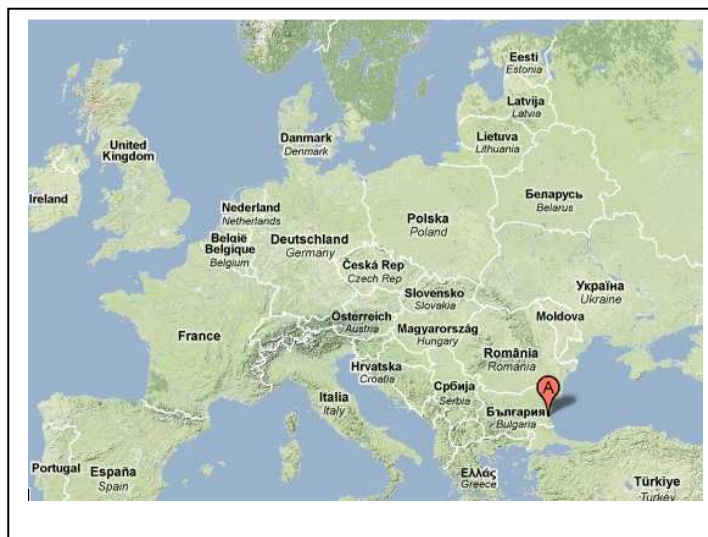 Eesti
Estonia
Latvija
Latvia
Lietuva
Lithuania
Danmark
Denmark
United
Kingdom
Ireland
Беларусь
Belarus
Nederland
Netherlands
Polska
Poland
België
Belgique
Belgium
Deutschland
Germany
Česká Rep
Czech Rep
Україна
Ukraine
Slovensko
Slovakia
Österreich
Austria
Moldova
Magyarország
Hungary
France
România
Romania
Hrvatska
Croatia
Србија
Serbia
A
Italia
Italy
България
Bulgaria
Portugal
España
Spain
Ελλάς
Greece
Türkiye
Turkey